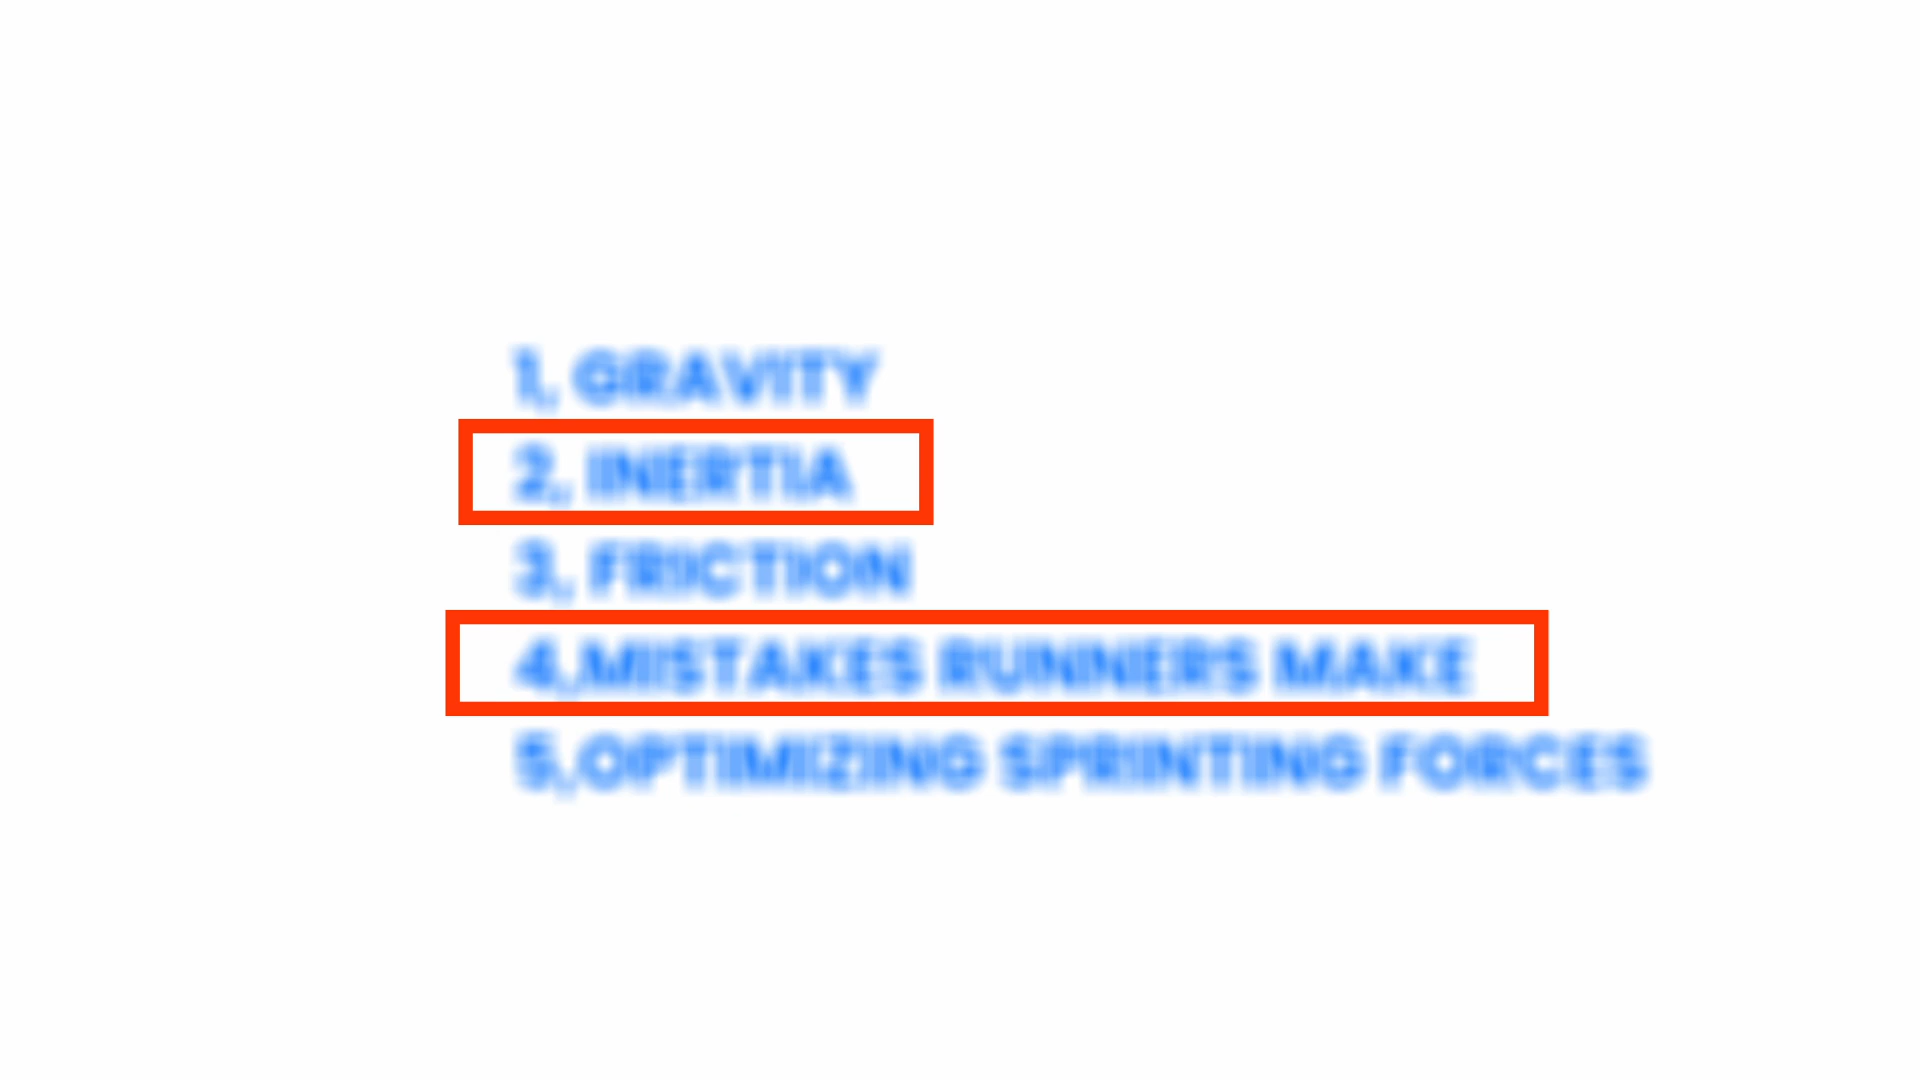 1, GRAVITY
2, INERTIA
3, FRICTION
4,MISTAKES RUNNERS MAKE
5,OPTIMIZING SPRINTING FORCES